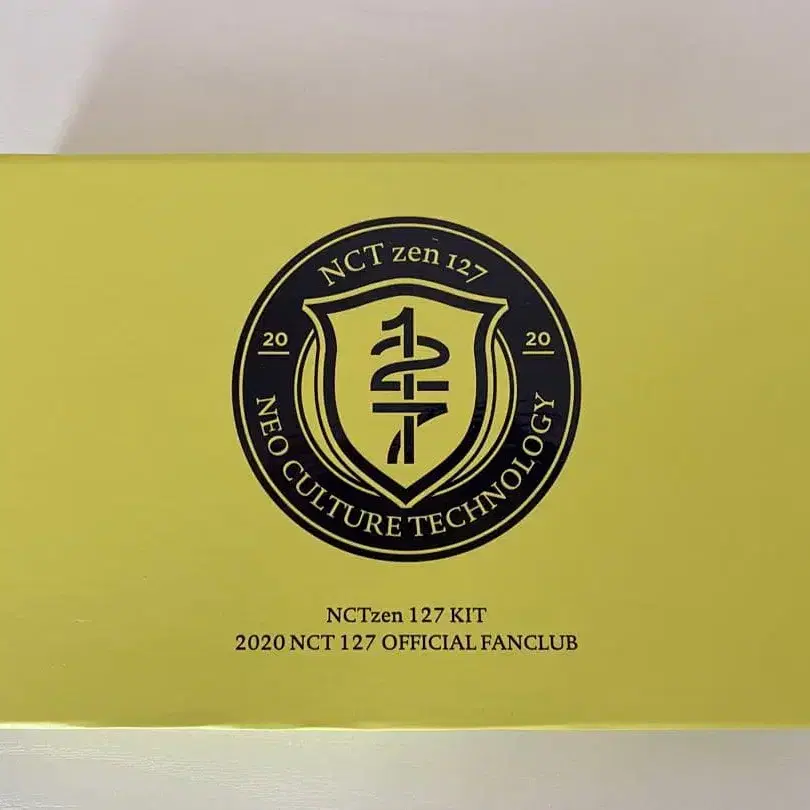 NCT zen 127
20
20
127
NEO CULTURE TECHNOLOGY
NCTzen 127 KIT
2020 NCT 127 OFFICIAL FANCLUB